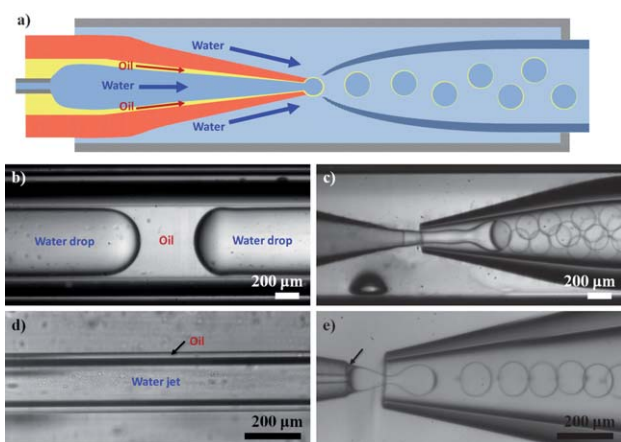 a)
Water
Oil
Water
Oil
Water
b)
Water drop
Oil
Water drop
200 µm
c)
200 µm
d)
Oil
Water jet
200 µm
e)
200 µm